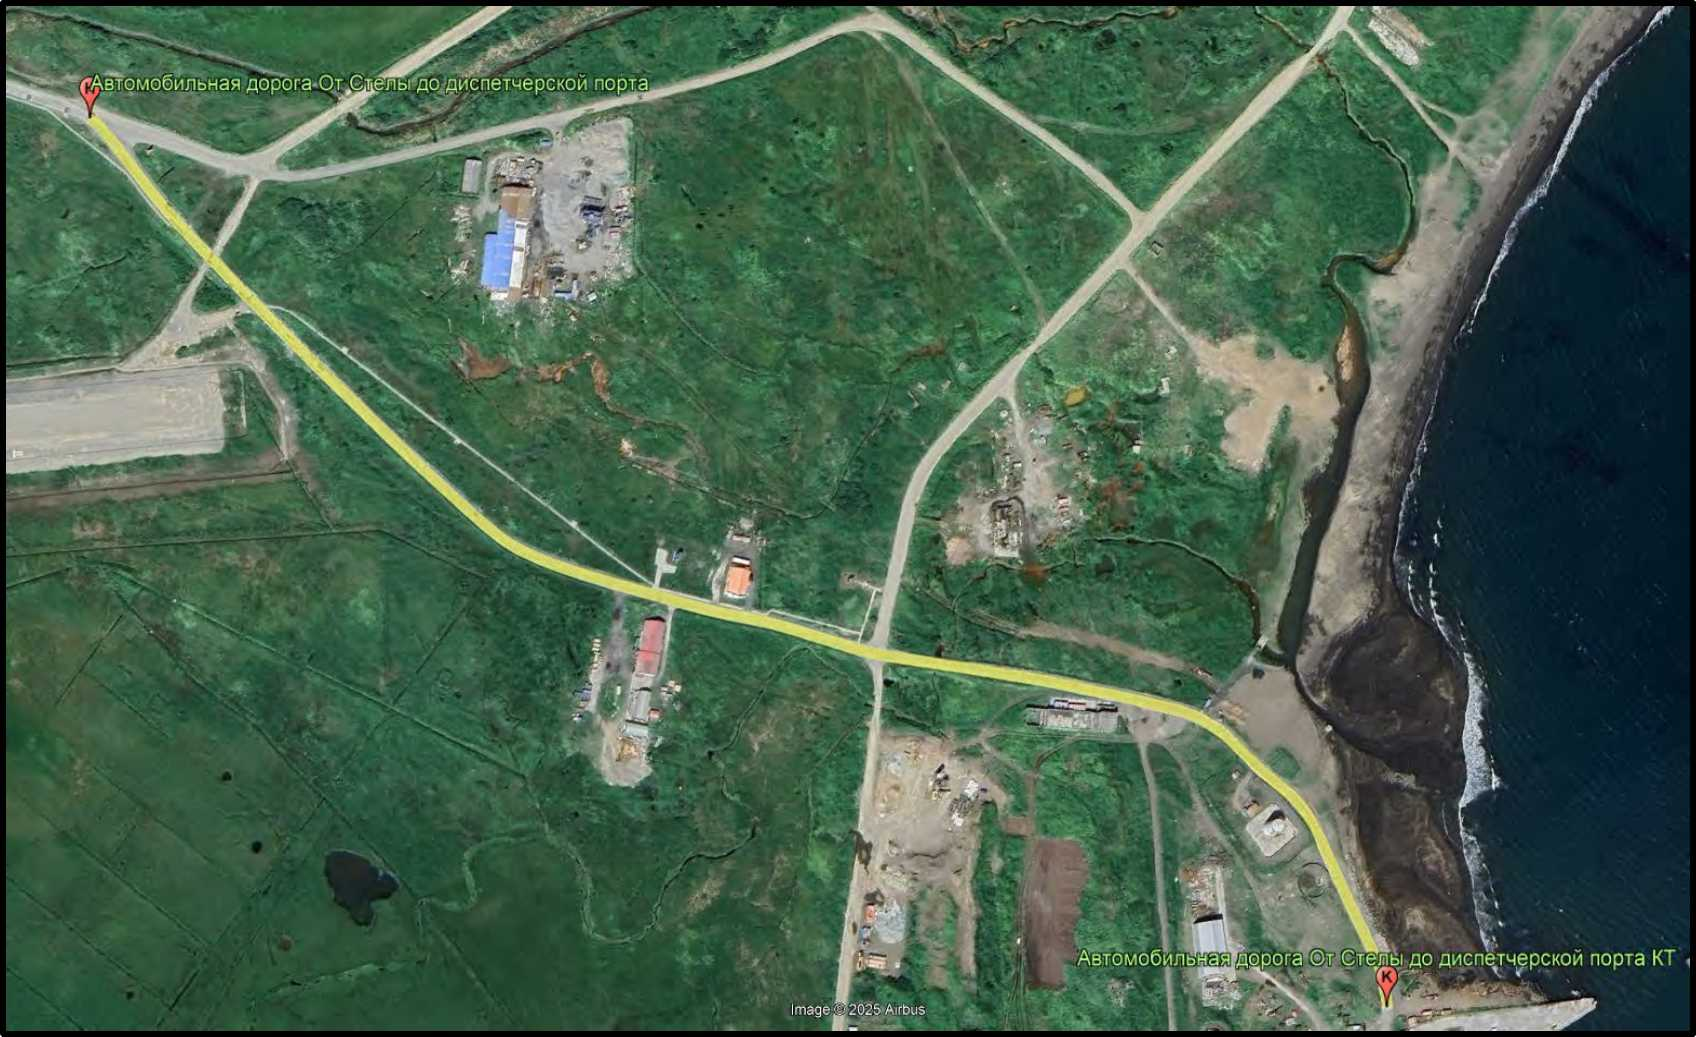 Автомобильная дорога От Стелы до диспетчерской порта
Автомобильная дорога От Стелы до диспетчерской порта КТ
К
Image © 2025 Airbus